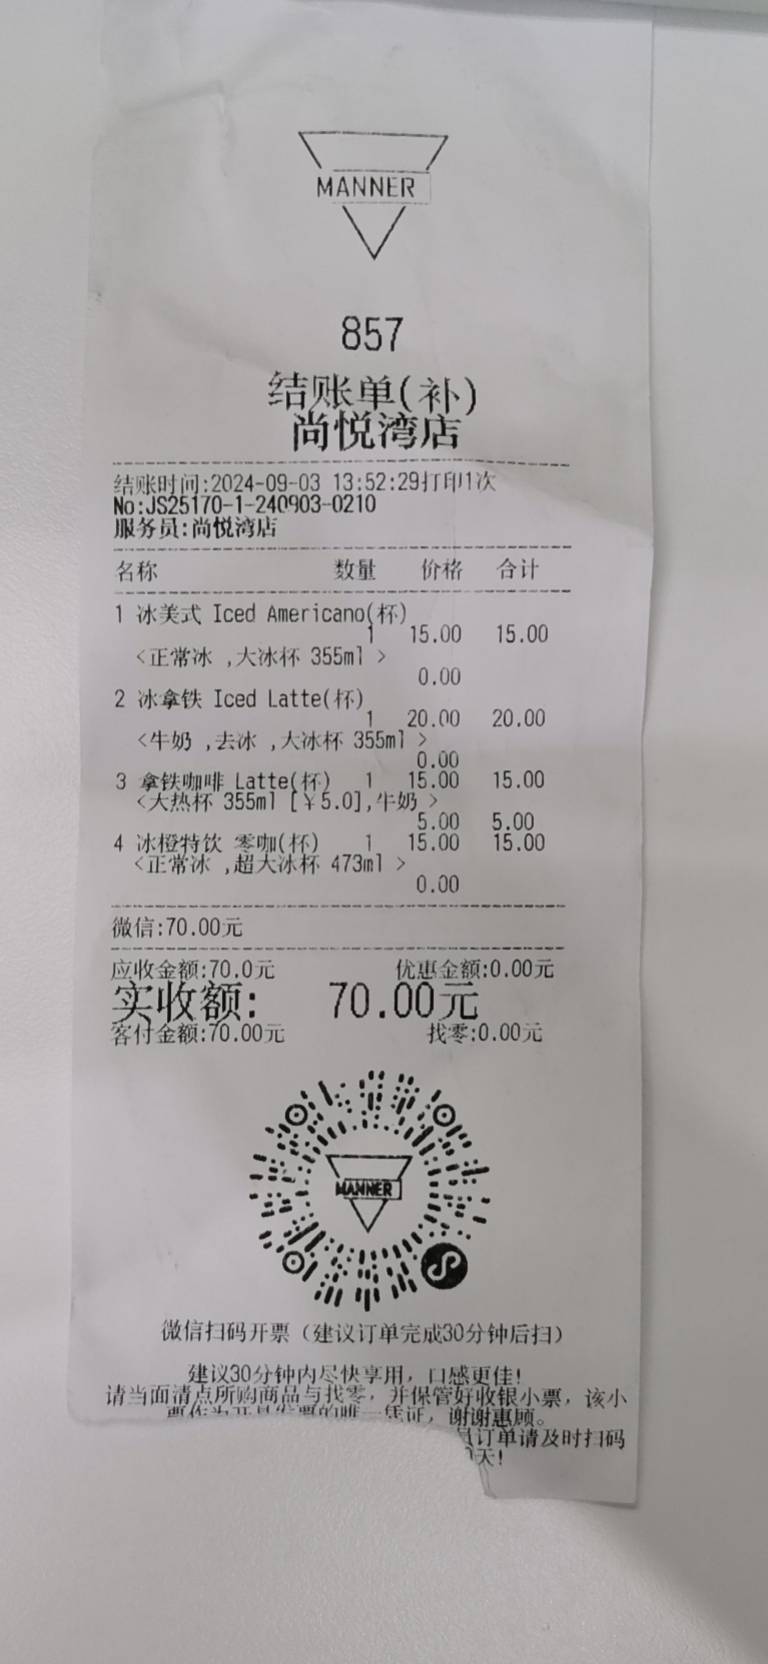 MANNER
857
结账单(补)
尚悦湾店
结账时间:2024-09-03 13:52:29打印1次
No:JS25170-1-240903-0210
服务员:尚悦湾店
名称 数量 价格 合计
1 冰美式 Iced Americano(杯)
1 15.00 15.00
<正常冰 ,大冰杯 355ml >
0.00
2 冰拿铁 Iced Latte(杯)
1 20.00 20.00
<牛奶 ,去冰 ,大冰杯 355ml >
0.00
3 拿铁咖啡 Latte(杯) 1 15.00 15.00
<大热杯 355ml [￥5.0],牛奶 >
5.00 5.00
4 冰橙特饮 零咖(杯) 1 15.00 15.00
<正常冰 ,超大冰杯 473ml >
0.00
微信:70.00元
应收金额:70.0元 优惠金额:0.00元
实收额: 70.00元
客付金额:70.00元 找零:0.00元
MANNER
微信扫码开票（建议订单完成30分钟后扫）
建议30分钟内尽快享用，口感更佳!
请当面清点所购商品与找零，并保管好收银小票，该小
票作为开具发票的唯一凭证，谢谢惠顾。
订单请及时扫码
天!